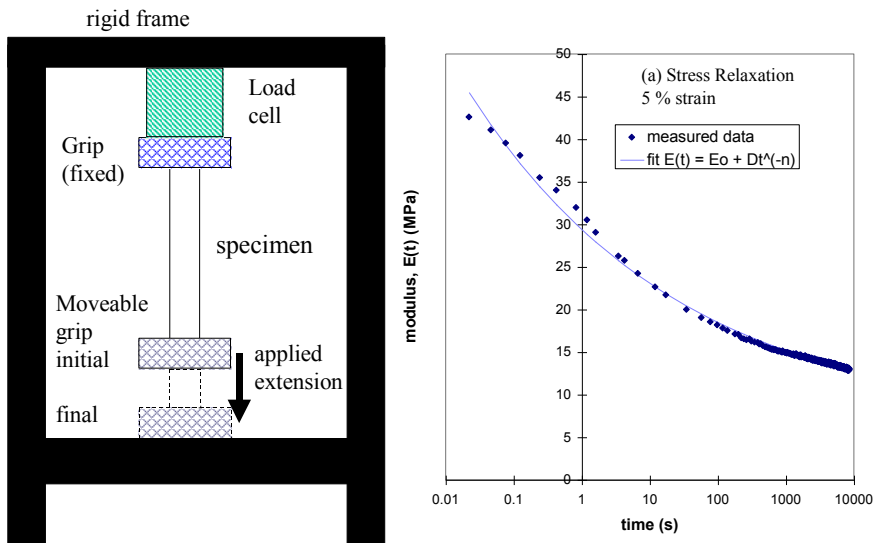 rigid frame
Load
cell
Grip
(fixed)
specimen
Moveable
grip
initial
applied
extension
final
50
45
40
35
30
25
20
15
10
5
0
0.01 0.1 1 10 100 1000 10000
modulus, E(t) (MPa)
time (s)
(a) Stress Relaxation
5 % strain
measured data
fit E(t) = Eo + Dt^(-n)